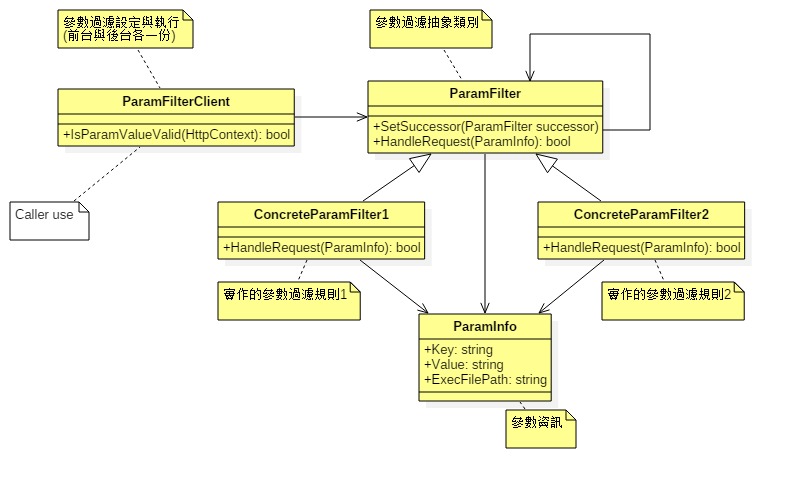 參數過濾設定與執行
(前台與後台各一份)
參數過濾抽象類別
ParamFilterClient
+IsParamValueValid(HttpContext): bool
ParamFilter
+SetSuccessor(ParamFilter successor)
+HandleRequest(ParamInfo): bool
Caller use
ConcreteParamFilter1
+HandleRequest(ParamInfo): bool
ConcreteParamFilter2
+HandleRequest(ParamInfo): bool
實作的參數過濾規則1
實作的參數過濾規則2
ParamInfo
+Key: string
+Value: string
+ExecFilePath: string
參數資訊